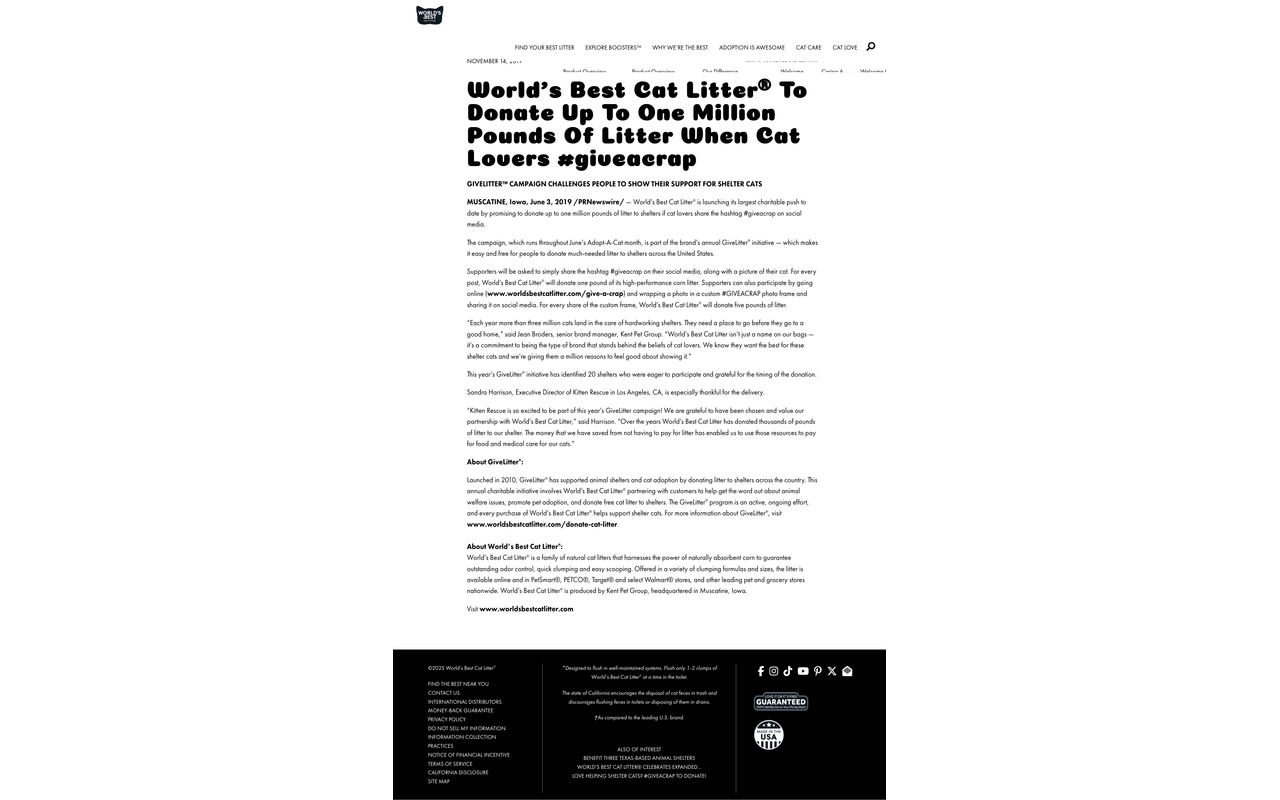 WORLD'S
BEST
FIND YOUR BEST LITTER EXPLORE BOOSTERS™ WHY WE'RE THE BEST ADOPTION IS AWESOME CAT CARE CAT LOVE
NOVEMBER 14, 2019
Product Overview Product Overview Our Difference Welcome Caring A Welcome
World's Best Cat Litter® To
Donate Up To One Million
Pounds Of Litter When Cat
Lovers #giveacrap
GIVELITTER™ CAMPAIGN CHALLENGES PEOPLE TO SHOW THEIR SUPPORT FOR SHELTER CATS
MUSCATINE, Iowa, June 3, 2019 /PRNewswire/ — World's Best Cat Litter® is launching its largest charitable push to
date by promising to donate up to one million pounds of litter to shelters if cat lovers share the hashtag #giveacrap on social
media.
The campaign, which runs throughout June's Adopt-A-Cat month, is part of the brand's annual GiveLitter® initiative — which makes
it easy and free for people to donate much-needed litter to shelters across the United States.
Supporters will be asked to simply share the hashtag #giveacrap on their social media, along with a picture of their cat. For every
post, World's Best Cat Litter® will donate one pound of its high-performance corn litter. Supporters can also participate by going
online (www.worldsbestcatlitter.com/give-a-crap) and wrapping a photo in a custom #GIVEACRAP photo frame and
sharing it on social media. For every share of the custom frame, World's Best Cat Litter® will donate five pounds of litter.
"Each year more than three million cats land in the care of hardworking shelters. They need a place to go before they go to a
good home," said Jean Broders, senior brand manager, Kent Pet Group. "World's Best Cat Litter isn't just a name on our bags —
it's a commitment to being the type of brand that stands behind the beliefs of cat lovers. We know they want the best for these
shelter cats and we're giving them a million reasons to feel good about showing it."
This year's GiveLitter® initiative has identified 20 shelters who were eager to participate and grateful for the timing of the donation.
Sandra Harrison, Executive Director of Kitten Rescue in Los Angeles, CA, is especially thankful for the delivery.
"Kitten Rescue is so excited to be part of this year's GiveLitter campaign! We are grateful to have been chosen and value our
partnership with World's Best Cat Litter," said Harrison. "Over the years World's Best Cat Litter has donated thousands of pounds
of litter to our shelter. The money that we have saved from not having to pay for litter has enabled us to use those resources to pay
for food and medical care for our cats."
About GiveLitter®:
Launched in 2010, GiveLitter® has supported animal shelters and cat adoption by donating litter to shelters across the country. This
annual charitable initiative involves World's Best Cat Litter® partnering with customers to help get the word out about animal
welfare issues, promote pet adoption, and donate free cat litter to shelters. The GiveLitter® program is an active, ongoing effort,
and every purchase of World's Best Cat Litter® helps support shelter cats. For more information about GiveLitter®, visit
www.worldsbestcatlitter.com/donate-cat-litter.
About World's Best Cat Litter®:
World's Best Cat Litter® is a family of natural cat litters that harnesses the power of naturally absorbent corn to guarantee
outstanding odor control, quick clumping and easy scooping. Offered in a variety of clumping formulas and sizes, the litter is
available online and in PetSmart®, PETCO®, Target® and select Walmart® stores, and other leading pet and grocery stores
nationwide. World's Best Cat Litter® is produced by Kent Pet Group, headquartered in Muscatine, Iowa.
Visit www.worldsbestcatlitter.com
©2025 World's Best Cat Litter®
FIND THE BEST NEAR YOU
CONTACT US
INTERNATIONAL DISTRIBUTORS
MONEY-BACK GUARANTEE
PRIVACY POLICY
DO NOT SELL MY INFORMATION
INFORMATION COLLECTION
PRACTICES
NOTICE OF FINANCIAL INCENTIVE
TERMS OF SERVICE
CALIFORNIA DISCLOSURE
SITE MAP
*Designed to flush in well-maintained systems. Flush only 1-2 clumps of
World's Best Cat Litter® at a time in the toilet.
The state of California encourages the disposal of cat feces in trash and
discourages flushing feces in toilets or disposing of them in drains.
†As compared to the leading U.S. brand.
ALSO OF INTEREST
BENEFIT THREE TEXAS-BASED ANIMAL SHELTERS
WORLD'S BEST CAT LITTER® CELEBRATES EXPANDED...
LOVE HELPING SHELTER CATS? #GIVEACRAP TO DONATE!
LOVE IT OR IT'S FREE
GUARANTEED
MADE IN THE
USA